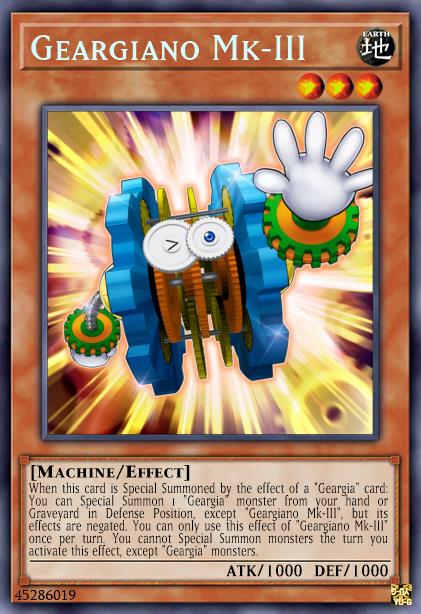 Geargiano Mk-III
EARTH
地
[Machine/Effect]
When this card is Special Summoned by the effect of a "Geargia" card:
You can Special Summon 1 "Geargia" monster from your hand or
Graveyard in Defense Position, except "Geargiano Mk-III", but its
effects are negated. You can only use this effect of "Geargiano Mk-III"
once per turn. You cannot Special Summon monsters the turn you
activate this effect, except "Geargia" monsters.
ATK/1000 DEF/1000
45286019